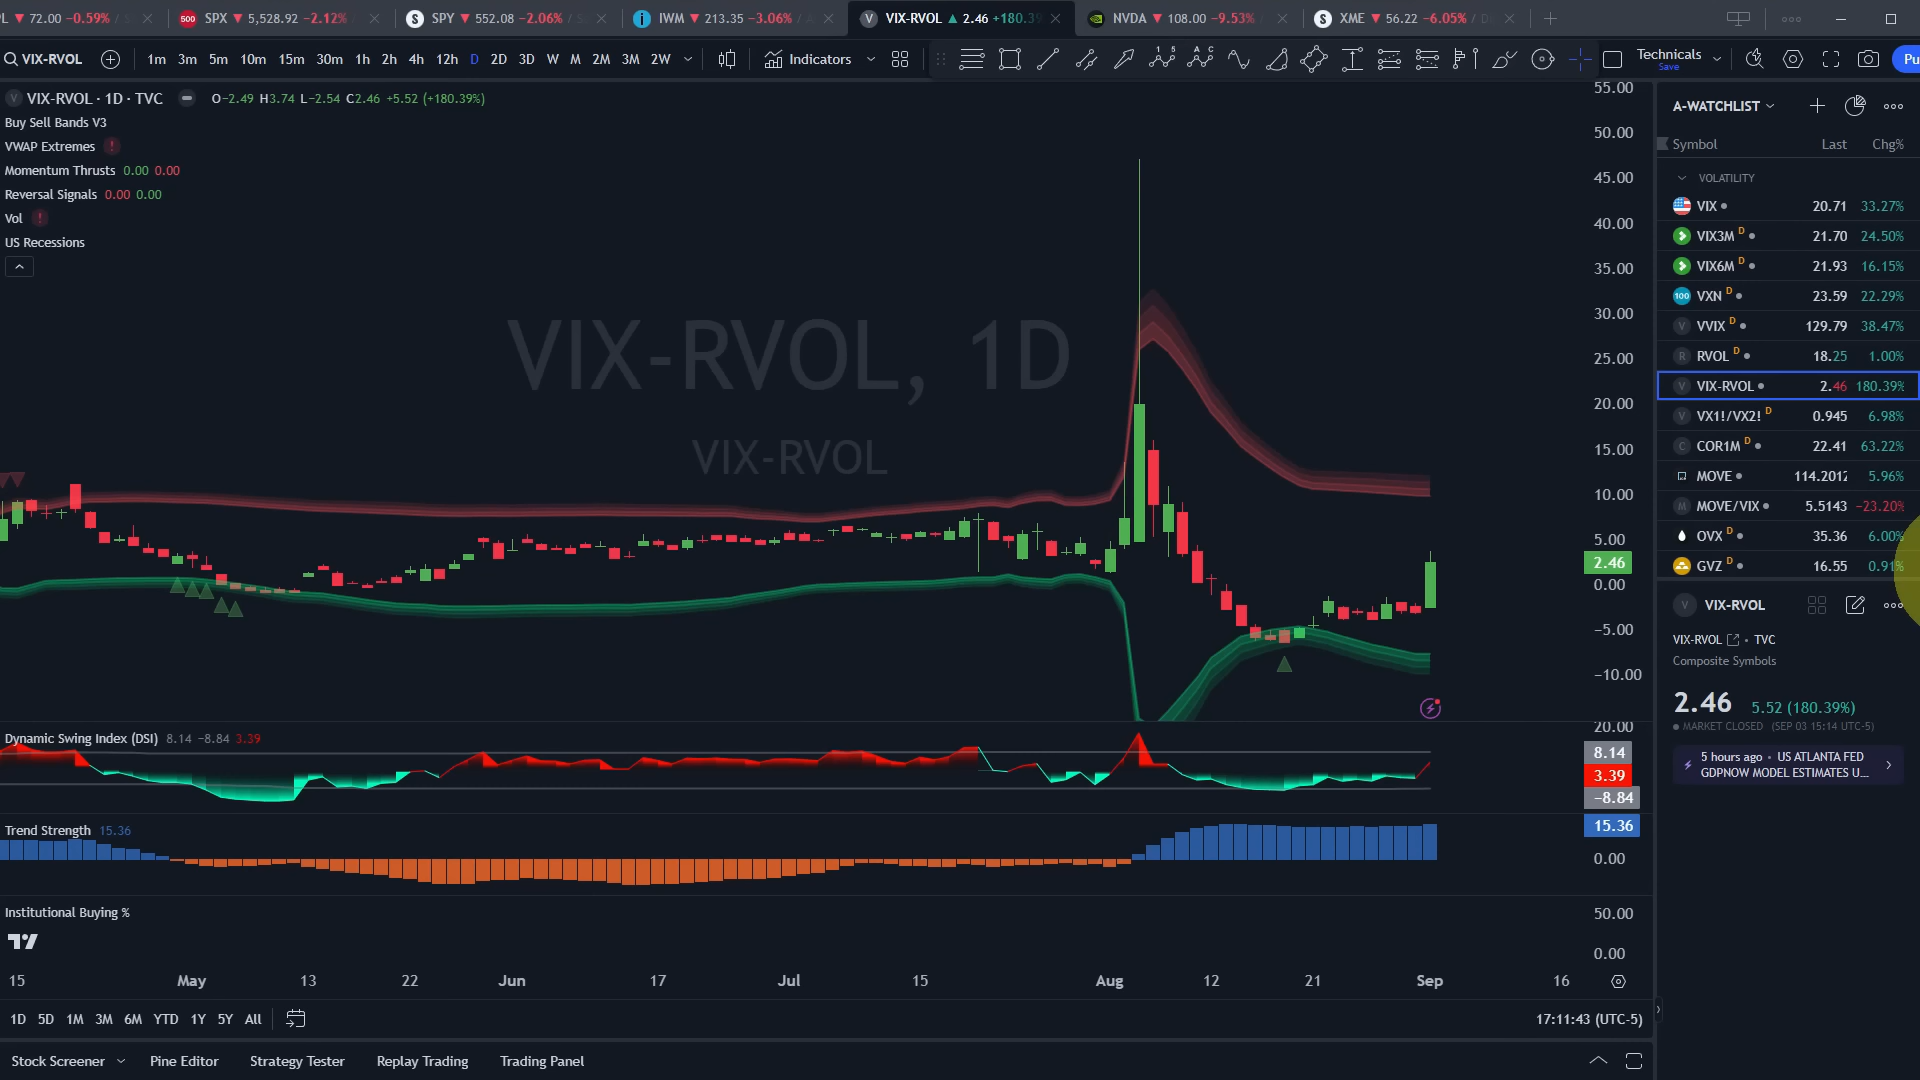 72.00 −0.59%
SPX 5,528.92 −2.12%
SPY 552.08 −2.06%
IWM 213.35 −3.06%
VIX-RVOL 2.46 +180.39
NVDA 108.00 −9.53%
XME 56.22 −6.05%
VIX-RVOL 1m 3m 5m 10m 15m 30m 1h 2h 4h 12h D 2D 3D W M 2M 3M 2W Indicators Technicals Save Pu
VIX-RVOL · 1D · TVC O−2.49 H3.74 L−2.54 C2.46 +5.52 (+180.39%)
Buy Sell Bands V3
VWAP Extremes
Momentum Thrusts 0.00 0.00
Reversal Signals 0.00 0.00
Vol
US Recessions
VIX-RVOL, 1D
VIX-RVOL
55.00
50.00
45.00
40.00
35.00
30.00
25.00
20.00
15.00
10.00
5.00
2.46
0.00
−5.00
−10.00
Dynamic Swing Index (DSI) 8.14 −8.84 3.39
20.00
8.14
3.39
−8.84
Trend Strength 15.36
15.36
0.00
Institutional Buying %
50.00
0.00
15 May 13 22 Jun 17 Jul 15 Aug 12 21 Sep 16
1D 5D 1M 3M 6M YTD 1Y 5Y All
17:11:43 (UTC-5)
Stock Screener Pine Editor Strategy Tester Replay Trading Trading Panel
A-WATCHLIST
Symbol Last Chg%
VOLATILITY
VIX 20.71 33.27%
VIX3M D 21.70 24.50%
VIX6M D 21.93 16.15%
100 VXN D 23.59 22.29%
VVIX D 129.79 38.47%
RVOL D 18.25 1.00%
VIX-RVOL 2.46 180.39%
VX1!/VX2! D 0.945 6.98%
COR1M D 22.41 63.22%
MOVE 114.2012 5.96%
MOVE/VIX 5.5143 −23.20%
OVX D 35.36 6.00%
GVZ D 16.55 0.91%
VIX-RVOL
VIX-RVOL · TVC
Composite Symbols
2.46 5.52 (180.39%)
MARKET CLOSED (SEP 03 15:14 UTC-5)
5 hours ago · US ATLANTA FED
GDPNOW MODEL ESTIMATES U...